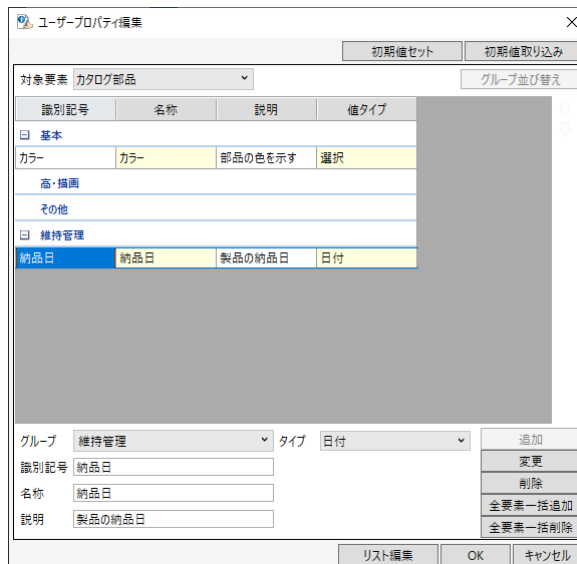 ユーザープロパティ編集
初期値セット 初期値取り込み
対象要素 カタログ部品 グループ並び替え
識別記号 名称 説明 値タイプ
基本
カラー カラー 部品の色を示す 選択
高・描画
その他
維持管理
納品日 納品日 製品の納品日 日付
グループ 維持管理 タイプ 日付 追加
識別記号 納品日 変更
名称 納品日 削除
説明 製品の納品日 全要素一括追加
全要素一括削除
リスト編集 OK キャンセル